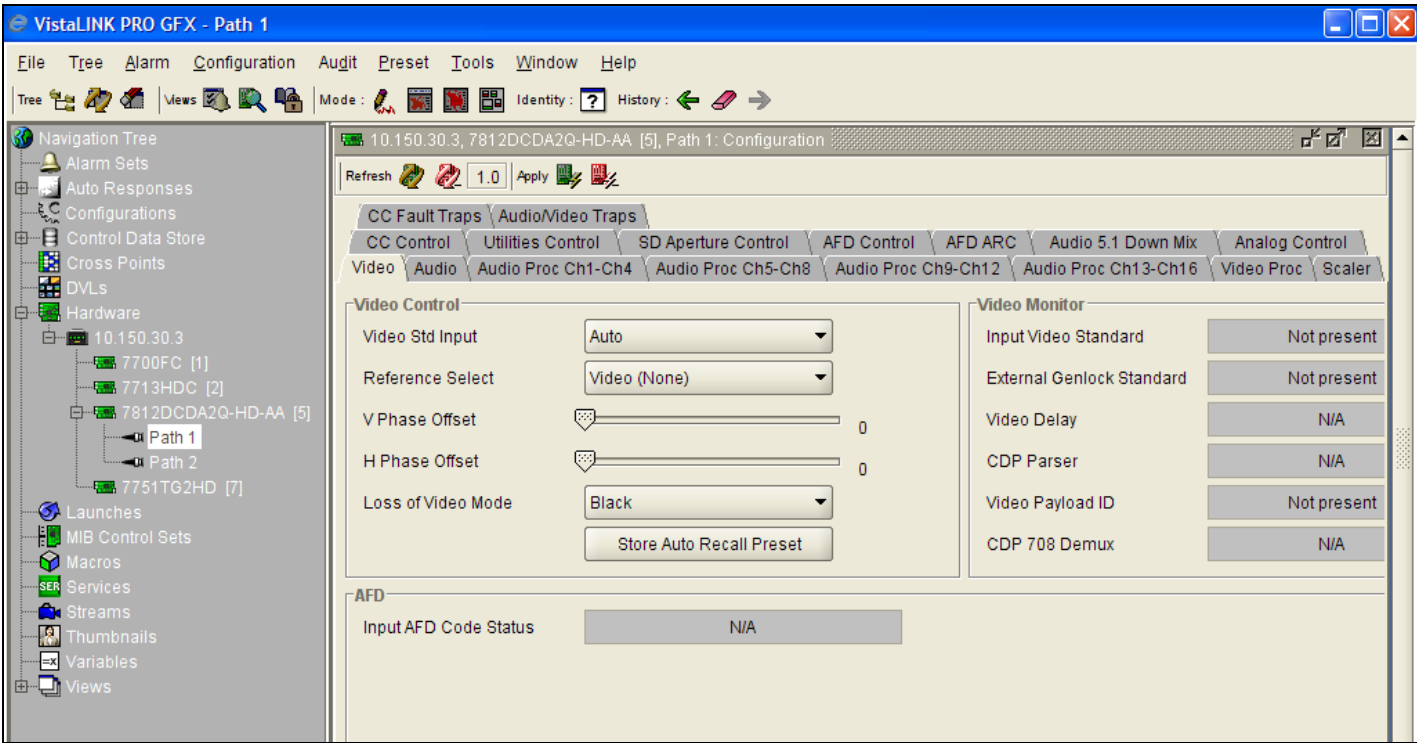 VistaLINK PRO GFX - Path 1
File Tree Alarm Configuration Audit Preset Tools Window Help
Tree Views Mode : Identity : ? History :
Navigation Tree
Alarm Sets
Auto Responses
Configurations
Control Data Store
Cross Points
DVLs
Hardware
10.150.30.3
7700FC [1]
7713HDC [2]
7812DCDA2Q-HD-AA [5]
Path 1
Path 2
7751TG2HD [7]
Launches
MIB Control Sets
Macros
SER Services
Streams
Thumbnails
=x Variables
Views
10.150.30.3, 7812DCDA2Q-HD-AA [5], Path 1: Configuration
Refresh 1.0 Apply
CC Fault Traps Audio/Video Traps
CC Control Utilities Control SD Aperture Control AFD Control AFD ARC Audio 5.1 Down Mix Analog Control
Video Audio Audio Proc Ch1-Ch4 Audio Proc Ch5-Ch8 Audio Proc Ch9-Ch12 Audio Proc Ch13-Ch16 Video Proc Scaler
Video Control
Video Std Input Auto
Reference Select Video (None)
V Phase Offset 0
H Phase Offset 0
Loss of Video Mode Black
Store Auto Recall Preset
Video Monitor
Input Video Standard Not present
External Genlock Standard Not present
Video Delay N/A
CDP Parser N/A
Video Payload ID Not present
CDP 708 Demux N/A
AFD
Input AFD Code Status N/A